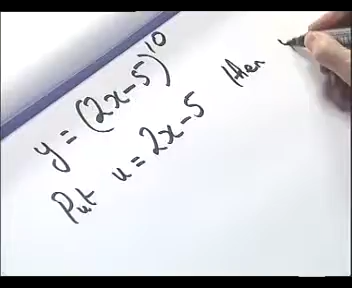 y = (2x-5)^10
Put u = 2x-5 then